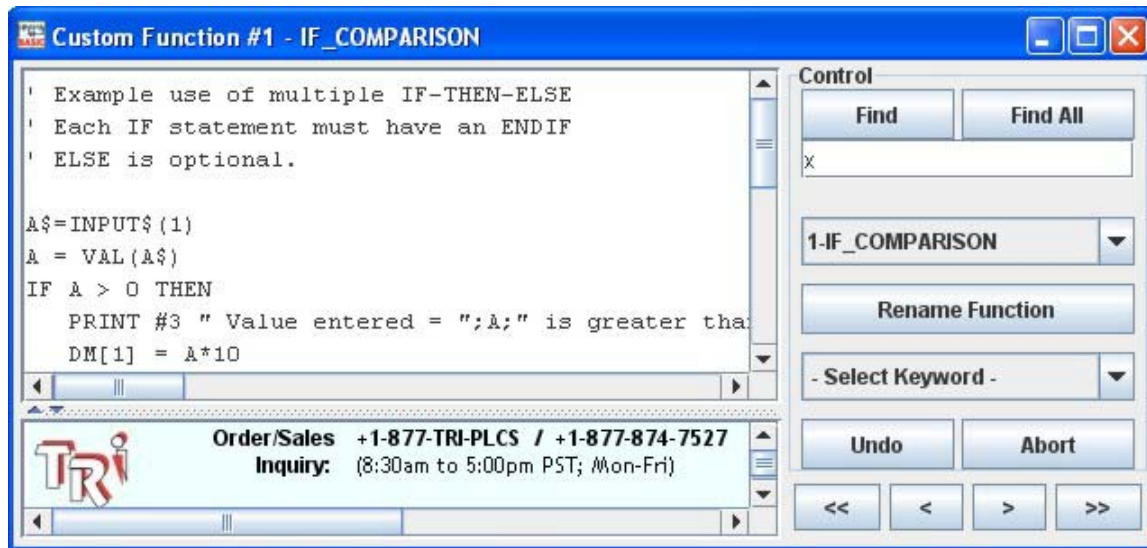 Custom Function #1 - IF_COMPARISON
' Example use of multiple IF-THEN-ELSE
' Each IF statement must have an ENDIF
' ELSE is optional.
A$=INPUT$(1)
A = VAL(A$)
IF A > 0 THEN
PRINT #3 " Value entered = ";A;" is greater tha
DM[1] = A*10
TRi
Order/Sales +1-877-TRI-PLCS / +1-877-874-7527
Inquiry: (8:30am to 5:00pm PST; Mon-Fri)
Control
Find Find All
x
1-IF_COMPARISON
Rename Function
- Select Keyword -
Undo Abort
<< < > >>